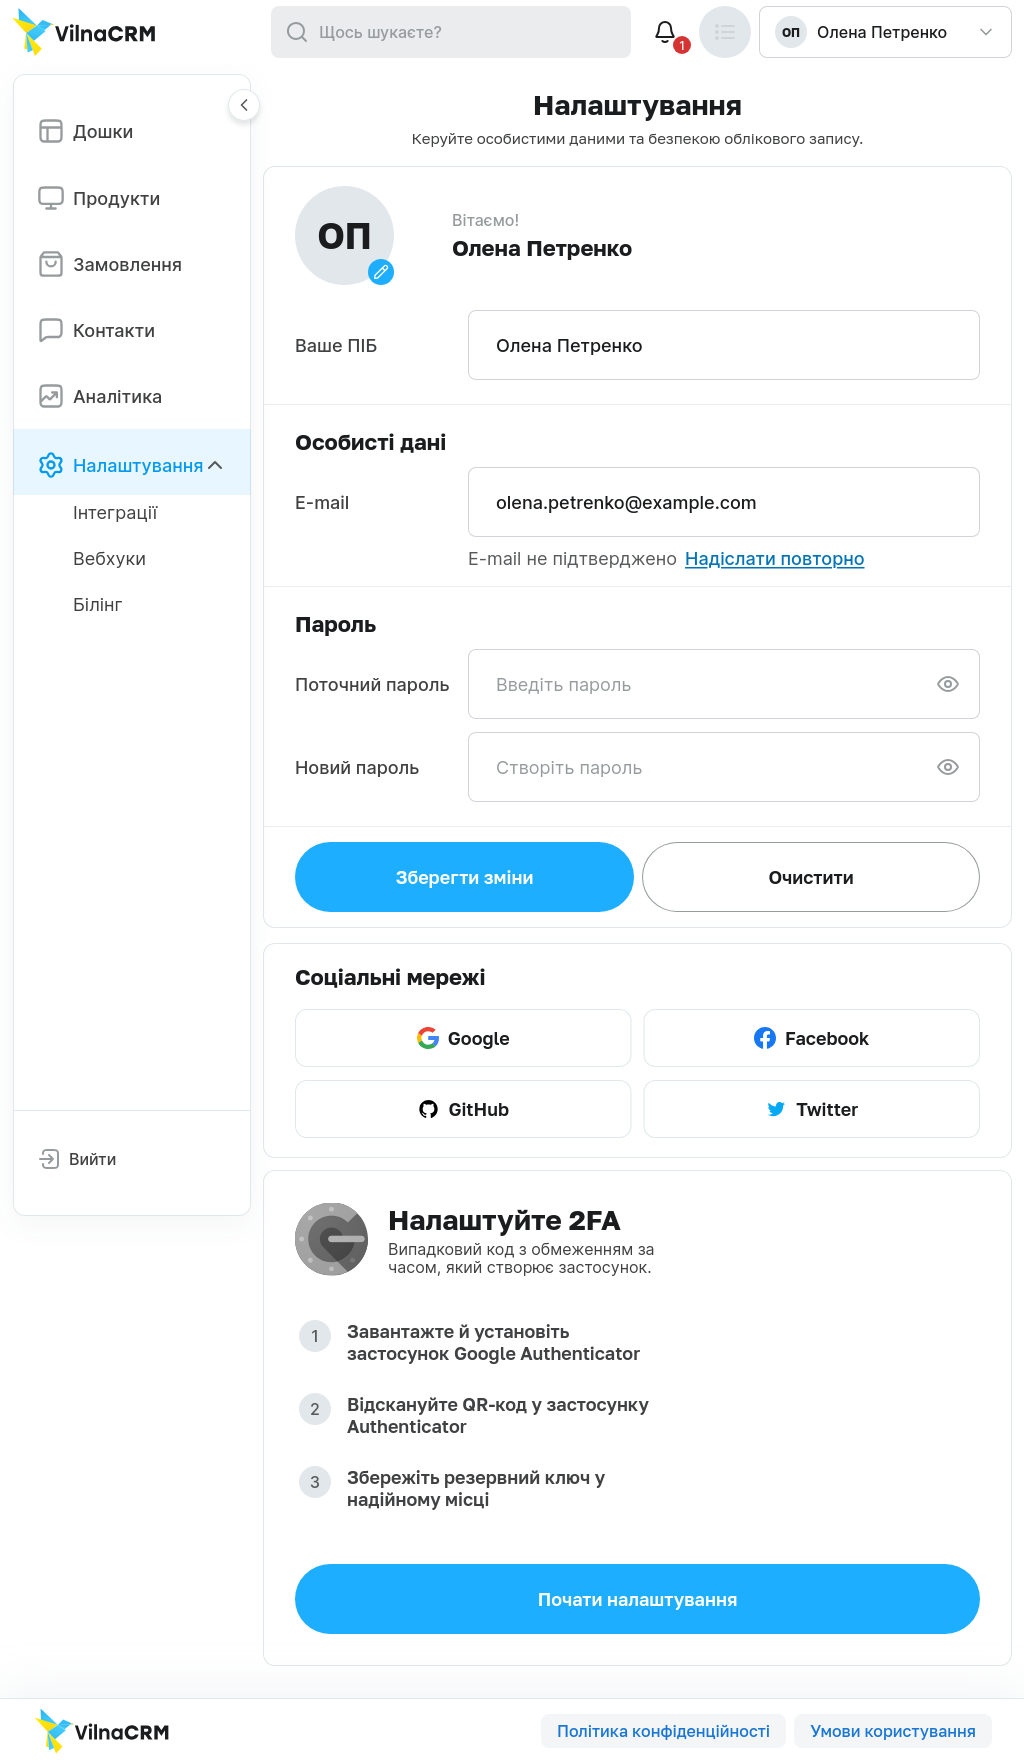 VilnaCRM
Щось шукаєте?
1
ОП
Олена Петренко
Дошки
Продукти
Замовлення
Контакти
Аналітика
Налаштування
Інтеграції
Вебхуки
Білінг
Вийти
Налаштування
Керуйте особистими даними та безпекою облікового запису.
ОП
Вітаємо!
Олена Петренко
Ваше ПІБ
Олена Петренко
Особисті дані
E-mail
olena.petrenko@example.com
E-mail не підтверджено Надіслати повторно
Пароль
Поточний пароль
Введіть пароль
Новий пароль
Створіть пароль
Зберегти зміни
Очистити
Соціальні мережі
Google
Facebook
GitHub
Twitter
Налаштуйте 2FA
Випадковий код з обмеженням за
часом, який створює застосунок.
1
Завантажте й установіть
застосунок Google Authenticator
2
Відскануйте QR-код у застосунку
Authenticator
3
Збережіть резервний ключ у
надійному місці
Почати налаштування
VilnaCRM
Політика конфіденційності
Умови користування